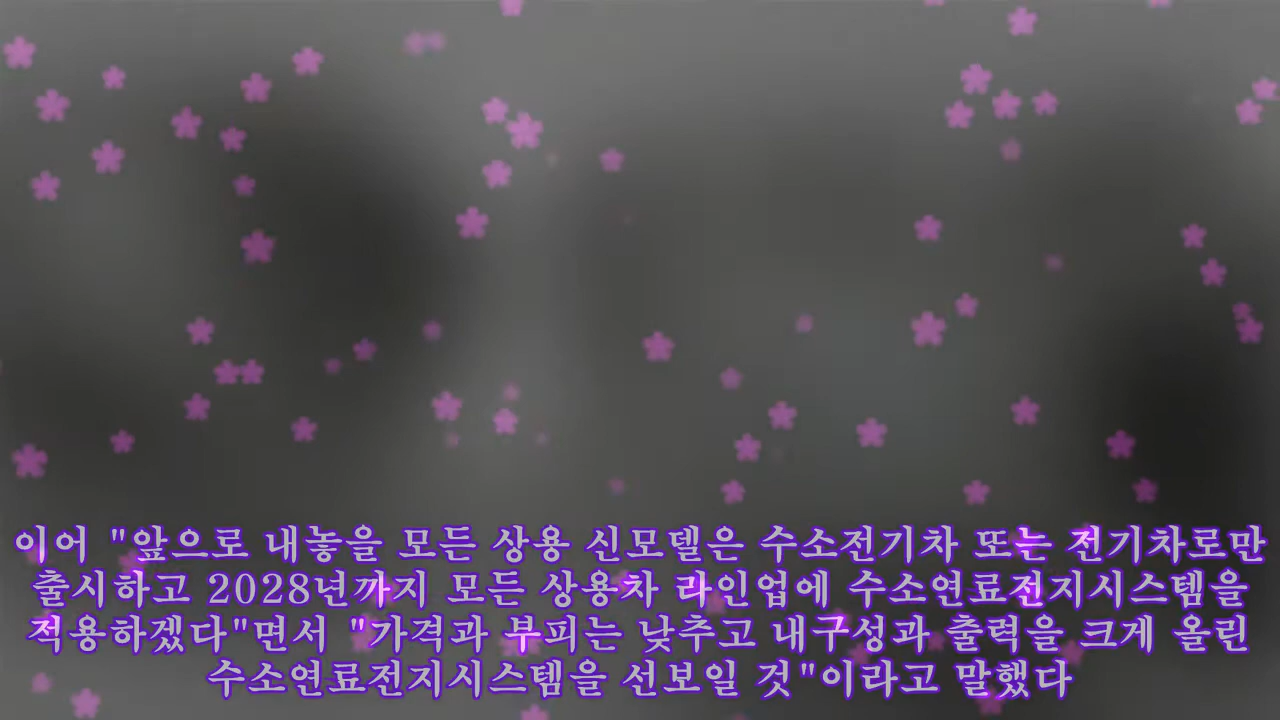 이어 "앞으로 내놓을 모든 상용 신모델은 수소전기차 또는 전기차로만
출시하고 2028년까지 모든 상용차 라인업에 수소연료전지시스템을
적용하겠다"면서 "가격과 부피는 낮추고 내구성과 출력을 크게 올린
수소연료전지시스템을 선보일 것"이라고 말했다